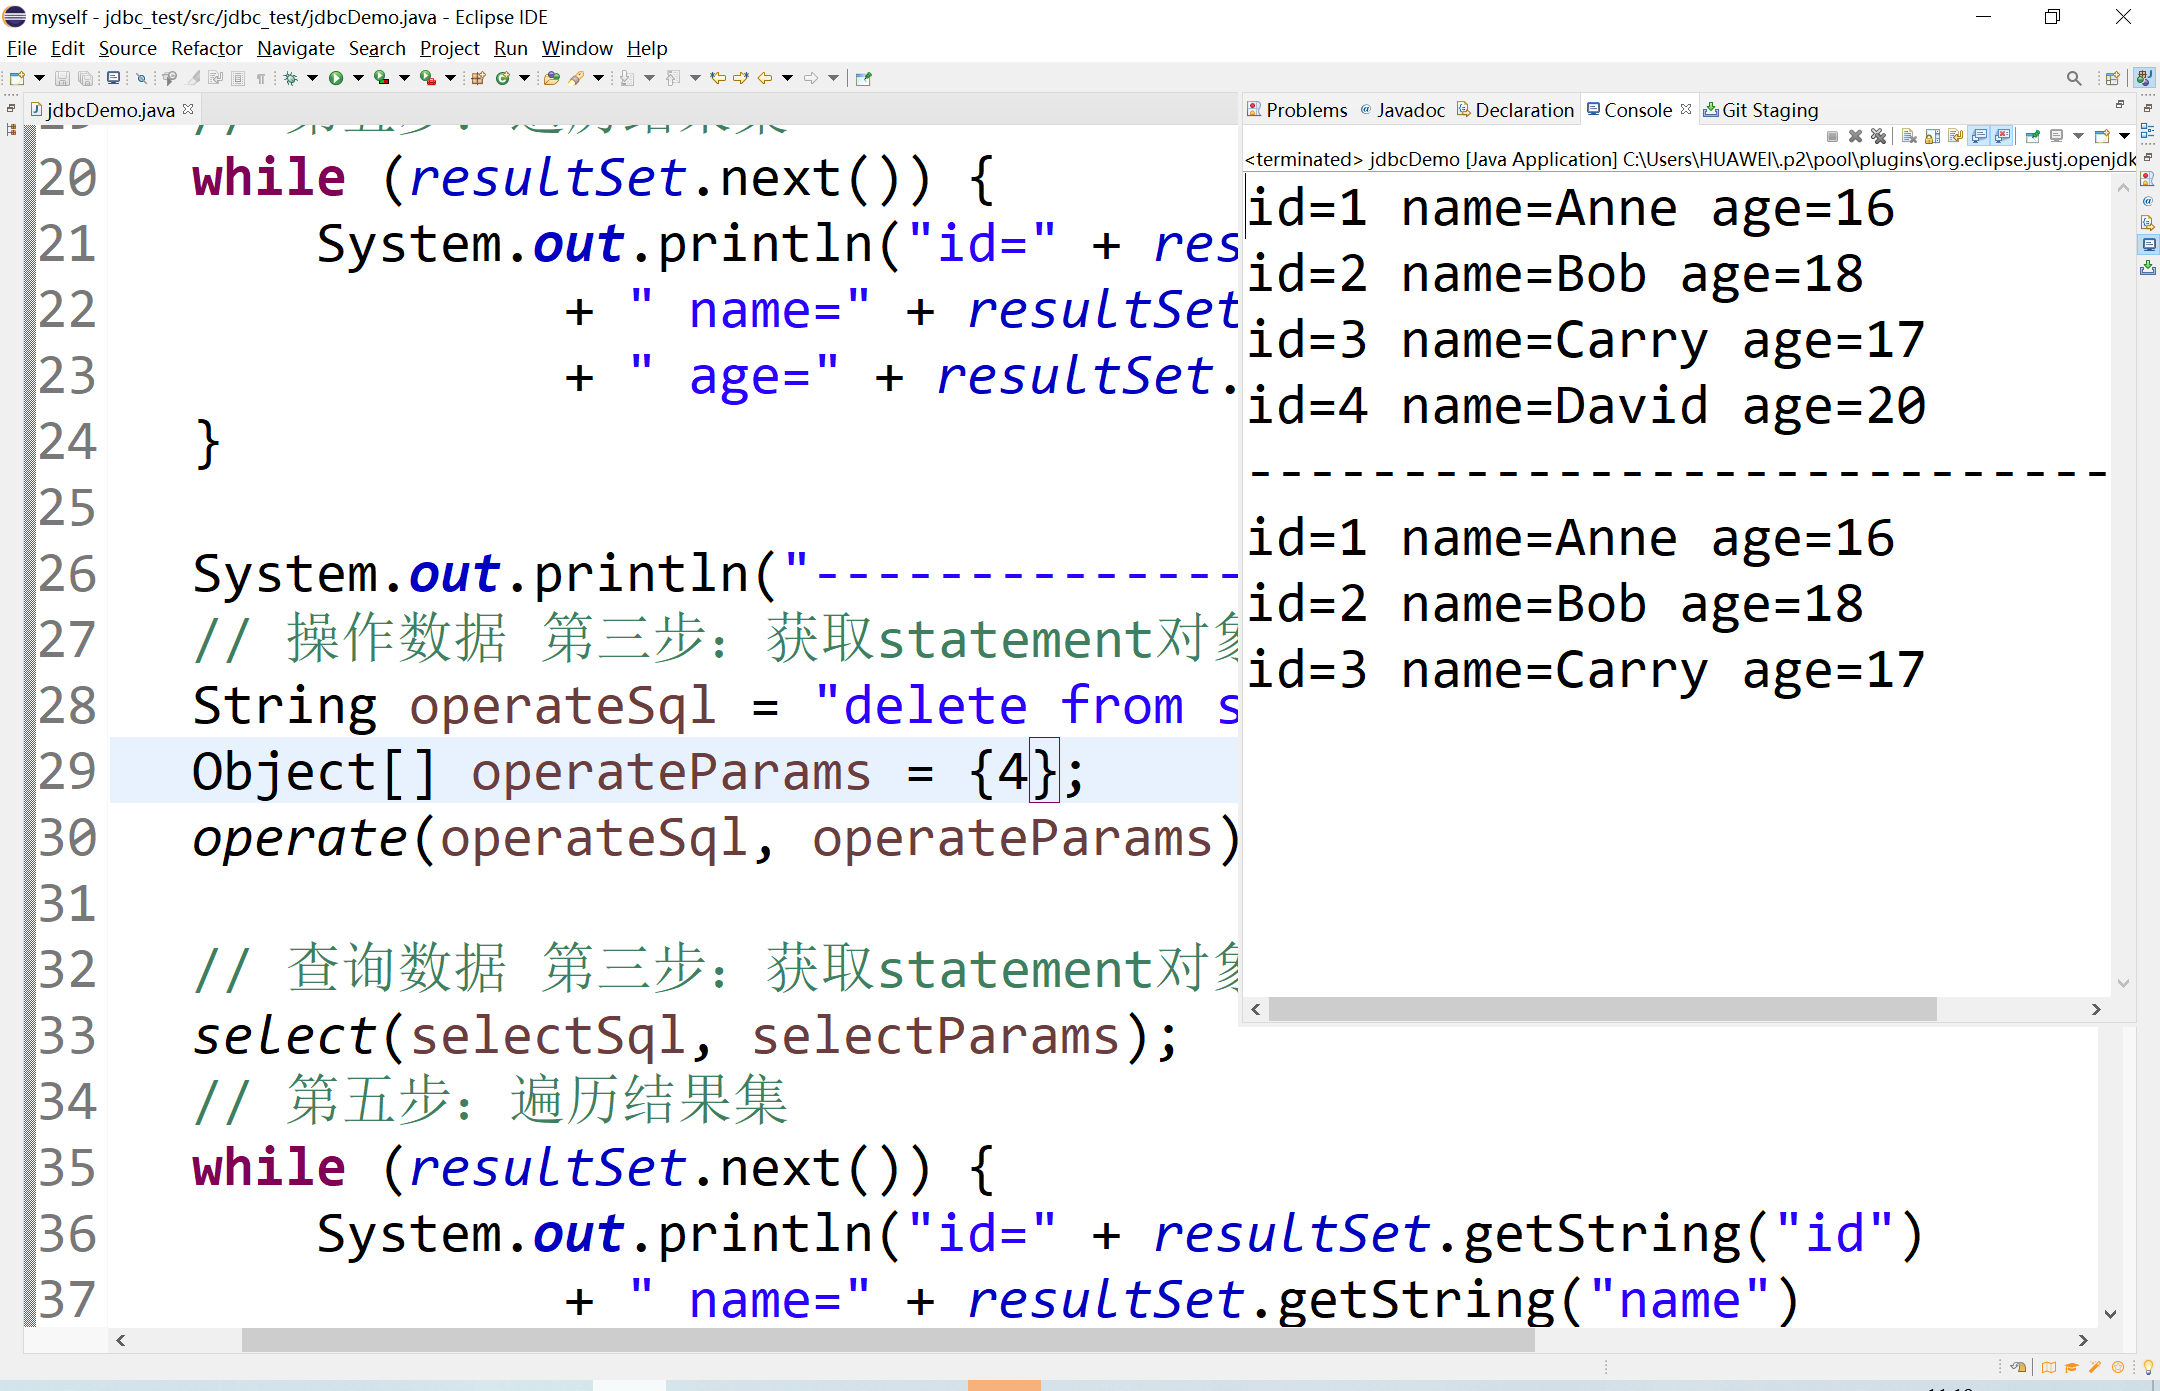 myself - jdbc_test/src/jdbc_test/jdbcDemo.java - Eclipse IDE
File Edit Source Refactor Navigate Search Project Run Window Help
jdbcDemo.java
20 while (resultSet.next()) {
21 System.out.println("id=" + res
22 + " name=" + resultSet
23 + " age=" + resultSet.
24 }
25
26 System.out.println("--------------
27 // 操作数据 第三步：获取statement对象
28 String operateSql = "delete from s
29 Object[] operateParams = {4};
30 operate(operateSql, operateParams)
31
32 // 查询数据 第三步：获取statement对象
33 select(selectSql, selectParams);
34 // 第五步：遍历结果集
35 while (resultSet.next()) {
36 System.out.println("id=" + resultSet.getString("id")
37 + " name=" + resultSet.getString("name")
Problems Javadoc Declaration Console Git Staging
<terminated> jdbcDemo [Java Application] C:\Users\HUAWEI\.p2\pool\plugins\org.eclipse.justj.openjdk
id=1 name=Anne age=16
id=2 name=Bob age=18
id=3 name=Carry age=17
id=4 name=David age=20
----------------------------
id=1 name=Anne age=16
id=2 name=Bob age=18
id=3 name=Carry age=17